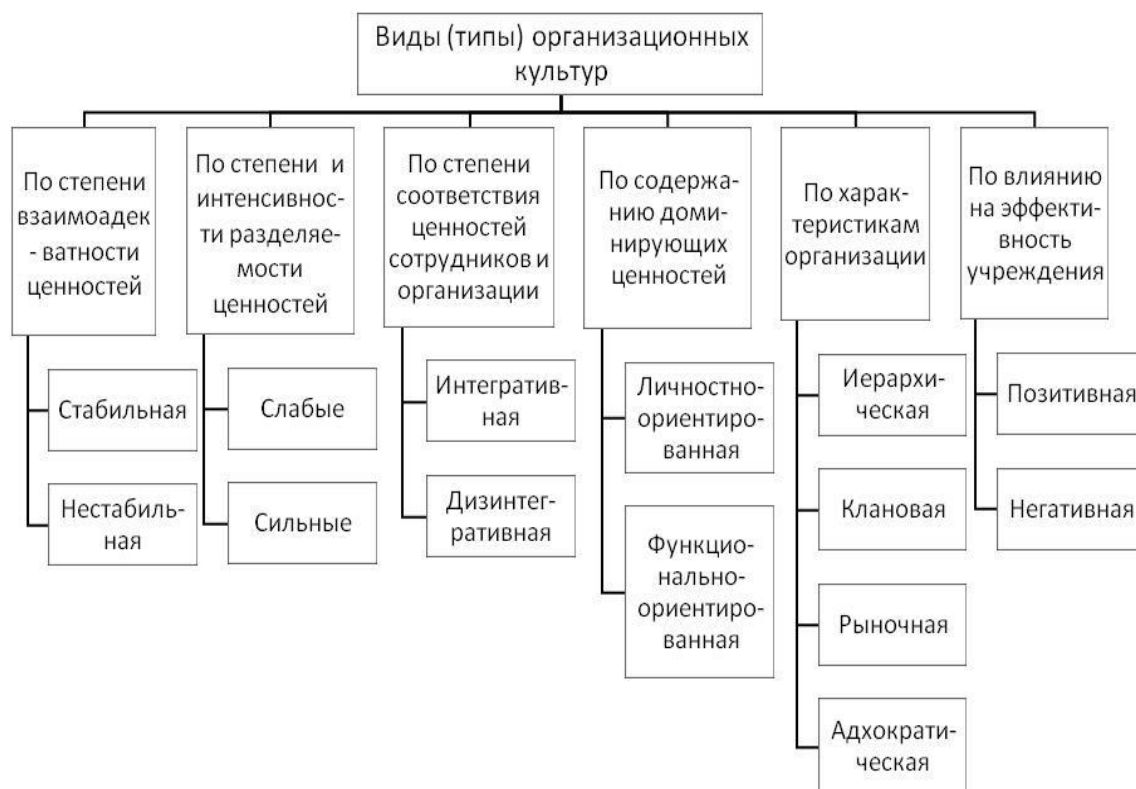 Виды (типы) организационных
культур
По степени
взаимоадек
- ватности
ценностей
Стабильная
Нестабиль-
ная
По степени и
интенсивнос-
ти разделяе-
мости
ценностей
Слабые
Сильные
По степени
соответствия
ценностей
сотрудников и
организации
Интегратив-
ная
Дизинтег-
ративная
По содержа-
нию доми-
нирующих
ценностей
Личностно-
ориентиро-
ванная
Функцио-
нально-
ориентиро-
ванная
По харак-
теристикам
организации
Иерархи-
ческая
Клановая
Рыночная
Адхократи-
ческая
По влиянию
на эффекти-
вность
учреждения
Позитивная
Негативная